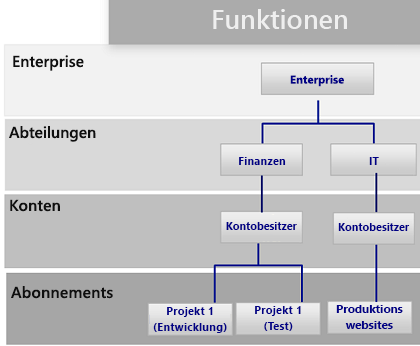 Funktionen
Enterprise
Enterprise
Abteilungen
Finanzen
IT
Konten
Kontobesitzer
Kontobesitzer
Abonnements
Projekt 1
(Entwicklung)
Projekt 1
(Test)
Produktions
websites